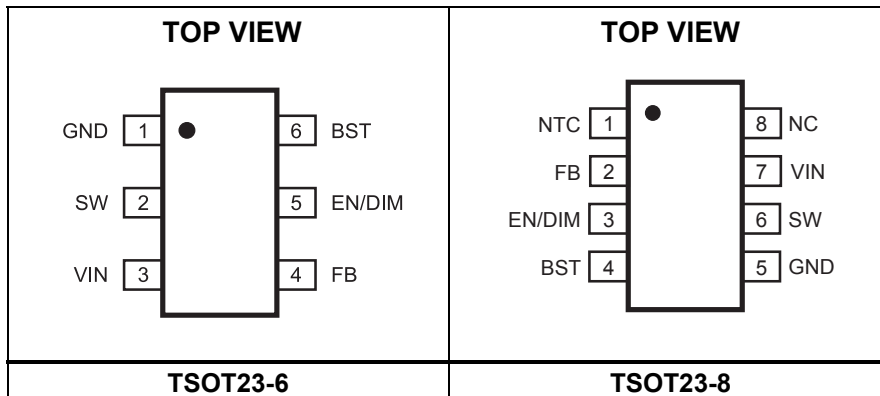 TOP VIEW
GND 1 6 BST
SW 2 5 EN/DIM
VIN 3 4 FB
TSOT23-6
TOP VIEW
NTC 1 8 NC
FB 2 7 VIN
EN/DIM 3 6 SW
BST 4 5 GND
TSOT23-8